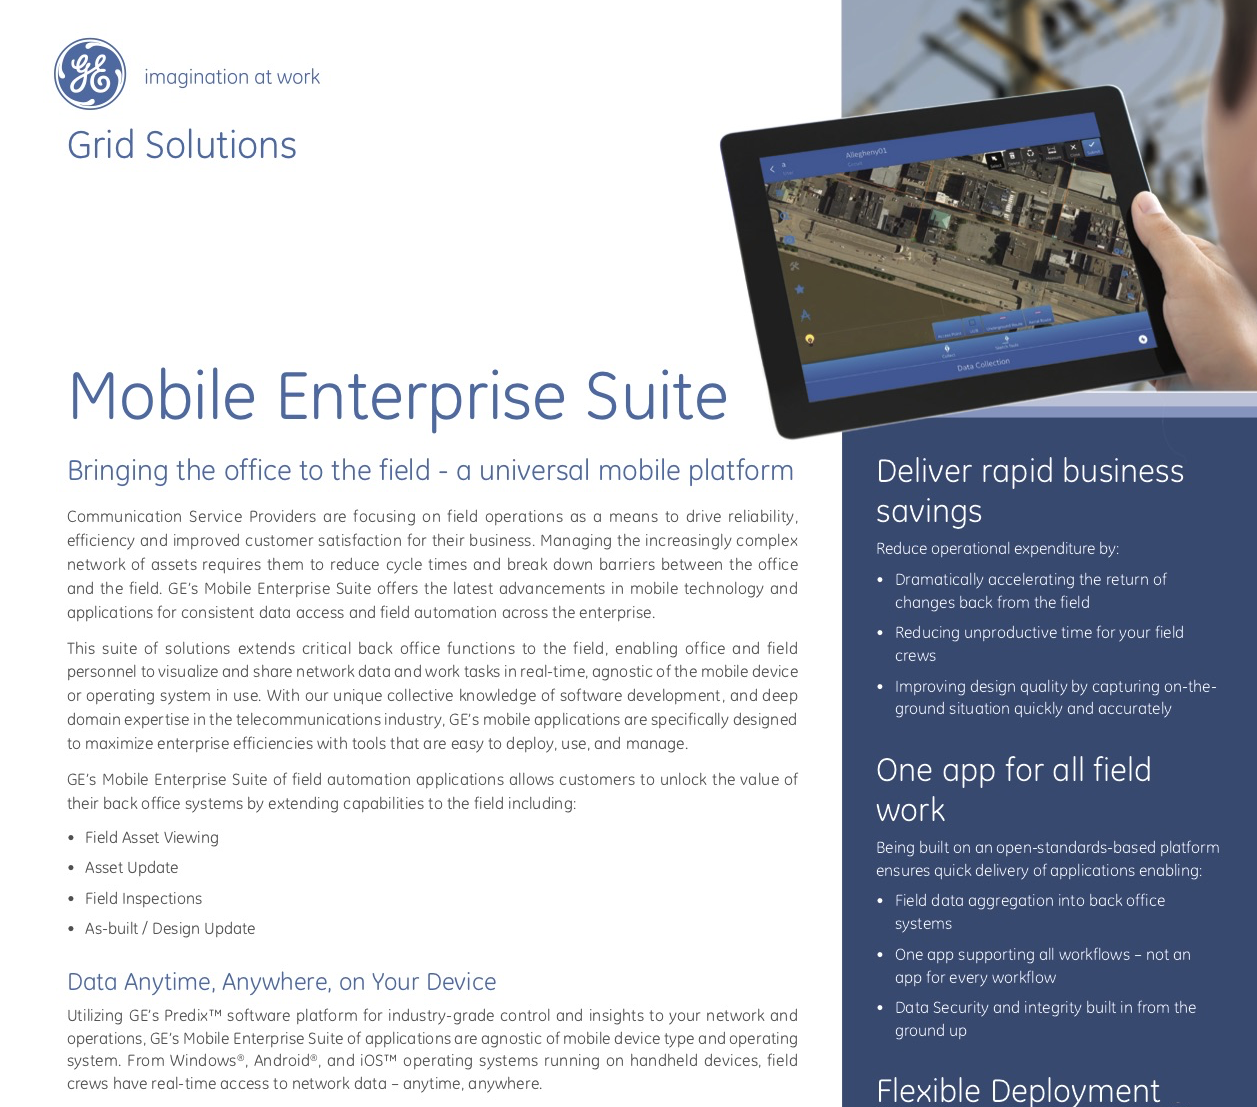 GE
imagination at work
Grid Solutions
Allegheny01
Data Collection
Mobile Enterprise Suite
Bringing the office to the field - a universal mobile platform
Communication Service Providers are focusing on field operations as a means to drive reliability,
efficiency and improved customer satisfaction for their business. Managing the increasingly complex
network of assets requires them to reduce cycle times and break down barriers between the office
and the field. GE's Mobile Enterprise Suite offers the latest advancements in mobile technology and
applications for consistent data access and field automation across the enterprise.
This suite of solutions extends critical back office functions to the field, enabling office and field
personnel to visualize and share network data and work tasks in real-time, agnostic of the mobile device
or operating system in use. With our unique collective knowledge of software development, and deep
domain expertise in the telecommunications industry, GE's mobile applications are specifically designed
to maximize enterprise efficiencies with tools that are easy to deploy, use, and manage.
GE's Mobile Enterprise Suite of field automation applications allows customers to unlock the value of
their back office systems by extending capabilities to the field including:
• Field Asset Viewing
• Asset Update
• Field Inspections
• As-built / Design Update
Data Anytime, Anywhere, on Your Device
Utilizing GE's Predix™ software platform for industry-grade control and insights to your network and
operations, GE's Mobile Enterprise Suite of applications are agnostic of mobile device type and operating
system. From Windows®, Android®, and iOS™ operating systems running on handheld devices, field
crews have real-time access to network data – anytime, anywhere.
Deliver rapid business
savings
Reduce operational expenditure by:
• Dramatically accelerating the return of
changes back from the field
• Reducing unproductive time for your field
crews
• Improving design quality by capturing on-the-
ground situation quickly and accurately
One app for all field
work
Being built on an open-standards-based platform
ensures quick delivery of applications enabling:
• Field data aggregation into back office
systems
• One app supporting all workflows – not an
app for every workflow
• Data Security and integrity built in from the
ground up
Flexible Deployment